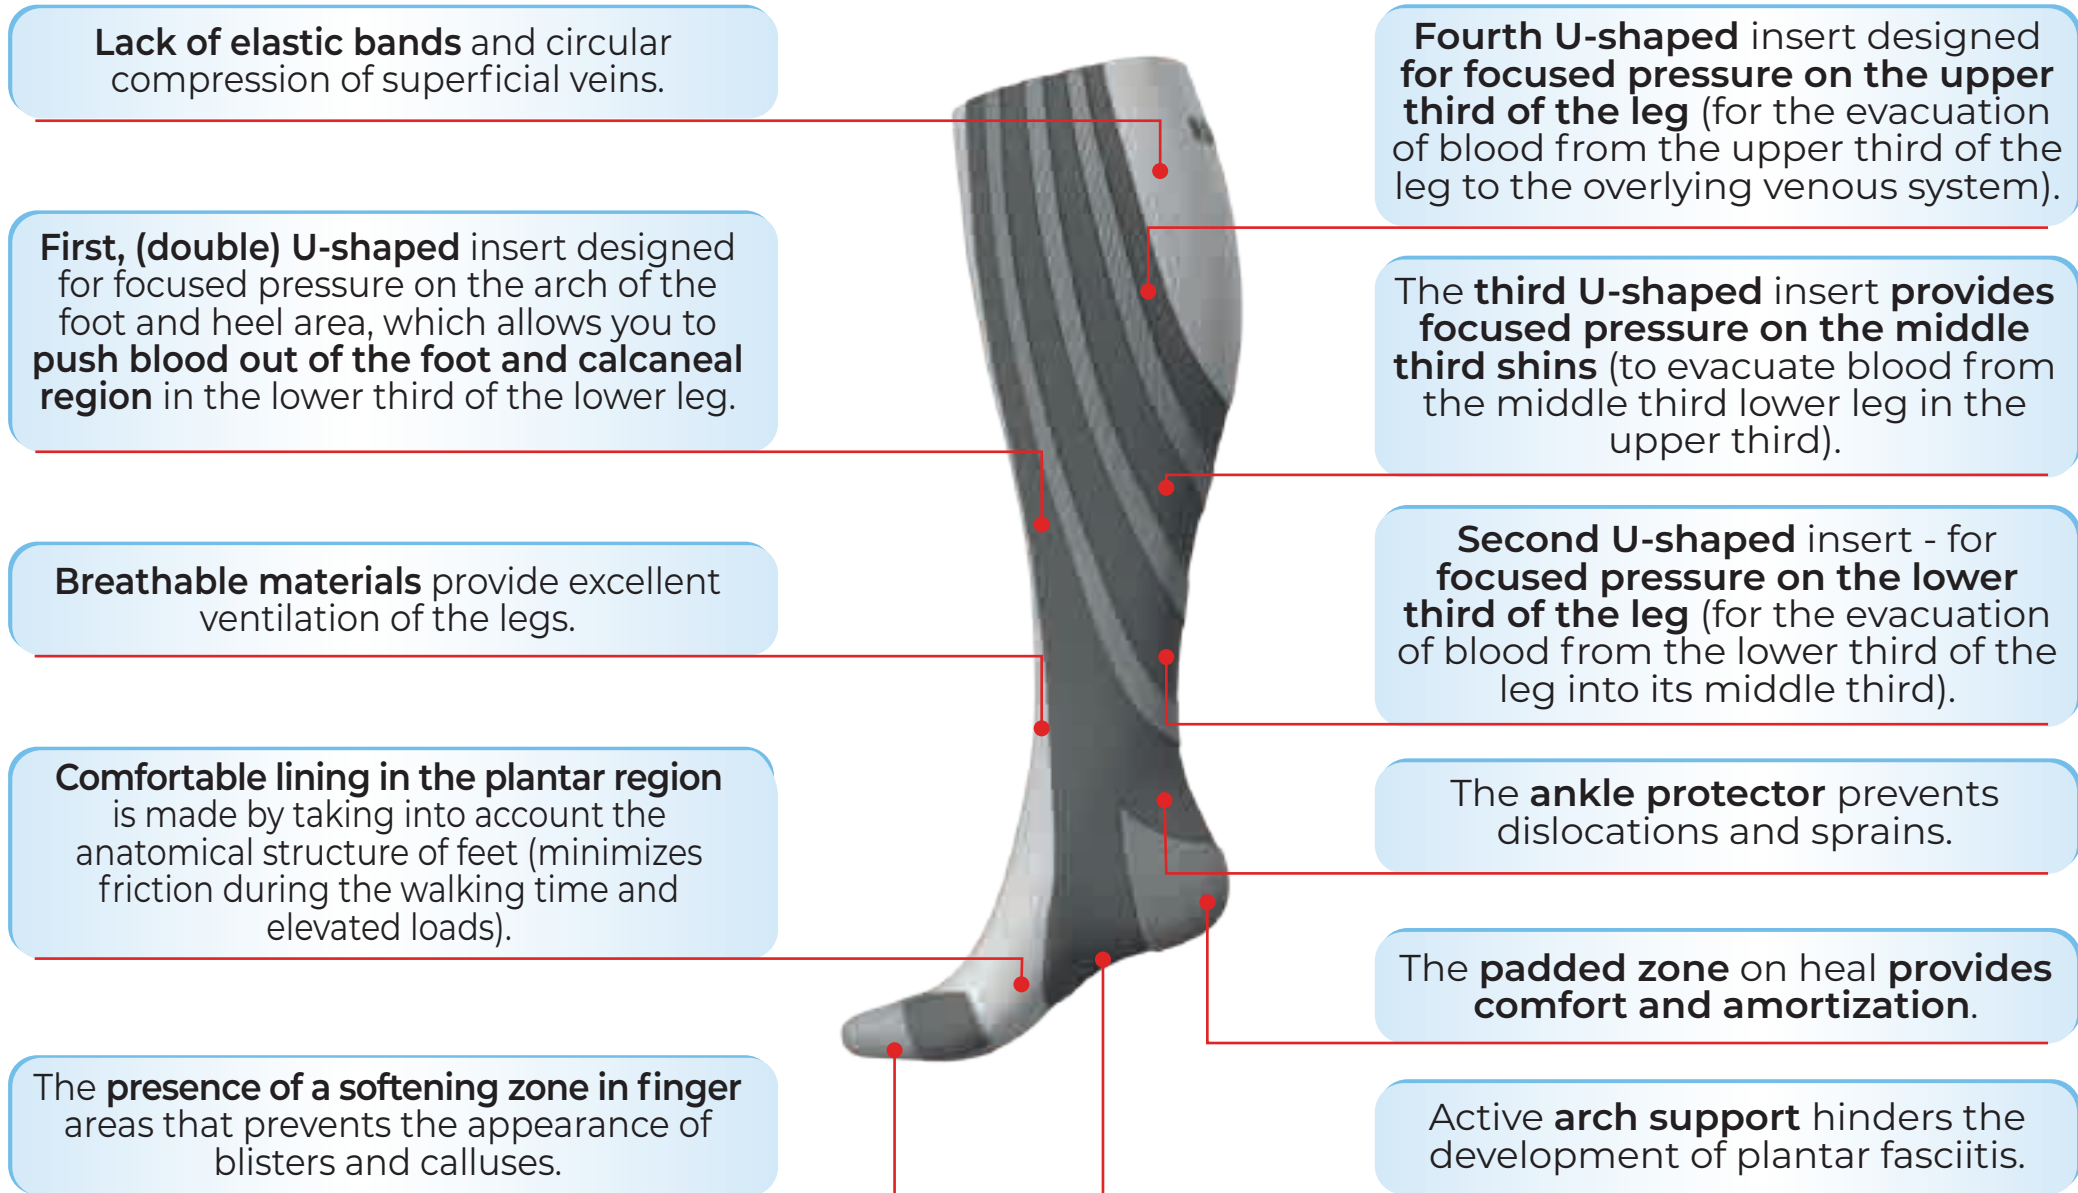 Lack of elastic bands and circular
compression of superficial veins.
First, (double) U-shaped insert designed
for focused pressure on the arch of the
foot and heel area, which allows you to
push blood out of the foot and calcaneal
region in the lower third of the lower leg.
Breathable materials provide excellent
ventilation of the legs.
Comfortable lining in the plantar region
is made by taking into account the
anatomical structure of feet (minimizes
friction during the walking time and
elevated loads).
The presence of a softening zone in finger
areas that prevents the appearance of
blisters and calluses.
Fourth U-shaped insert designed
for focused pressure on the upper
third of the leg (for the evacuation
of blood from the upper third of the
leg to the overlying venous system).
The third U-shaped insert provides
focused pressure on the middle
third shins (to evacuate blood from
the middle third lower leg in the
upper third).
Second U-shaped insert - for
focused pressure on the lower
third of the leg (for the evacuation
of blood from the lower third of the
leg into its middle third).
The ankle protector prevents
dislocations and sprains.
The padded zone on heal provides
comfort and amortization.
Active arch support hinders the
development of plantar fasciitis.